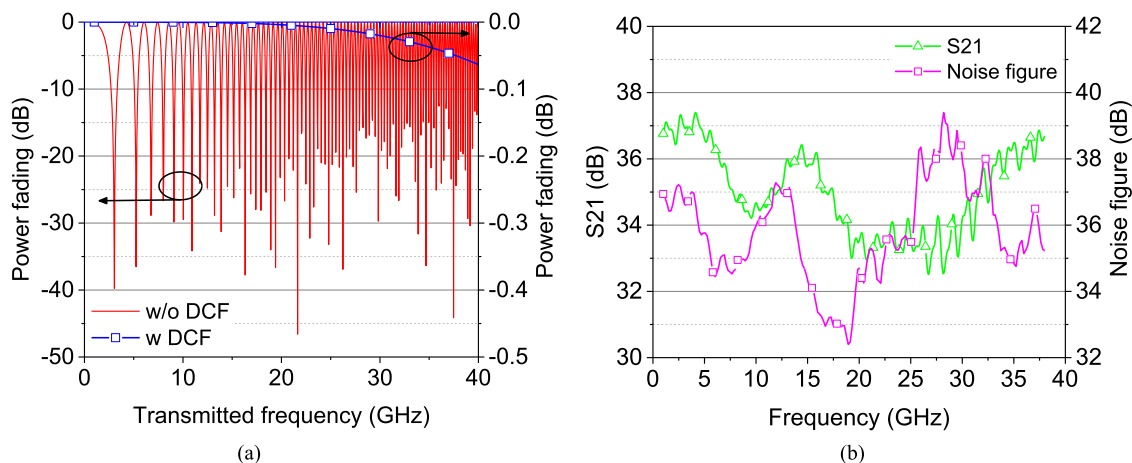 0
-10
-20
-30
-40
-50
Power fading (dB)
0.0
-0.1
-0.2
-0.3
-0.4
-0.5
Power fading (dB)
w/o DCF
w DCF
0 10 20 30 40
Transmitted frequency (GHz)
(a)
40
38
36
34
32
30
S21 (dB)
42
40
38
36
34
32
Noise figure (dB)
S21
Noise figure
0 5 10 15 20 25 30 35 40
Frequency (GHz)
(b)